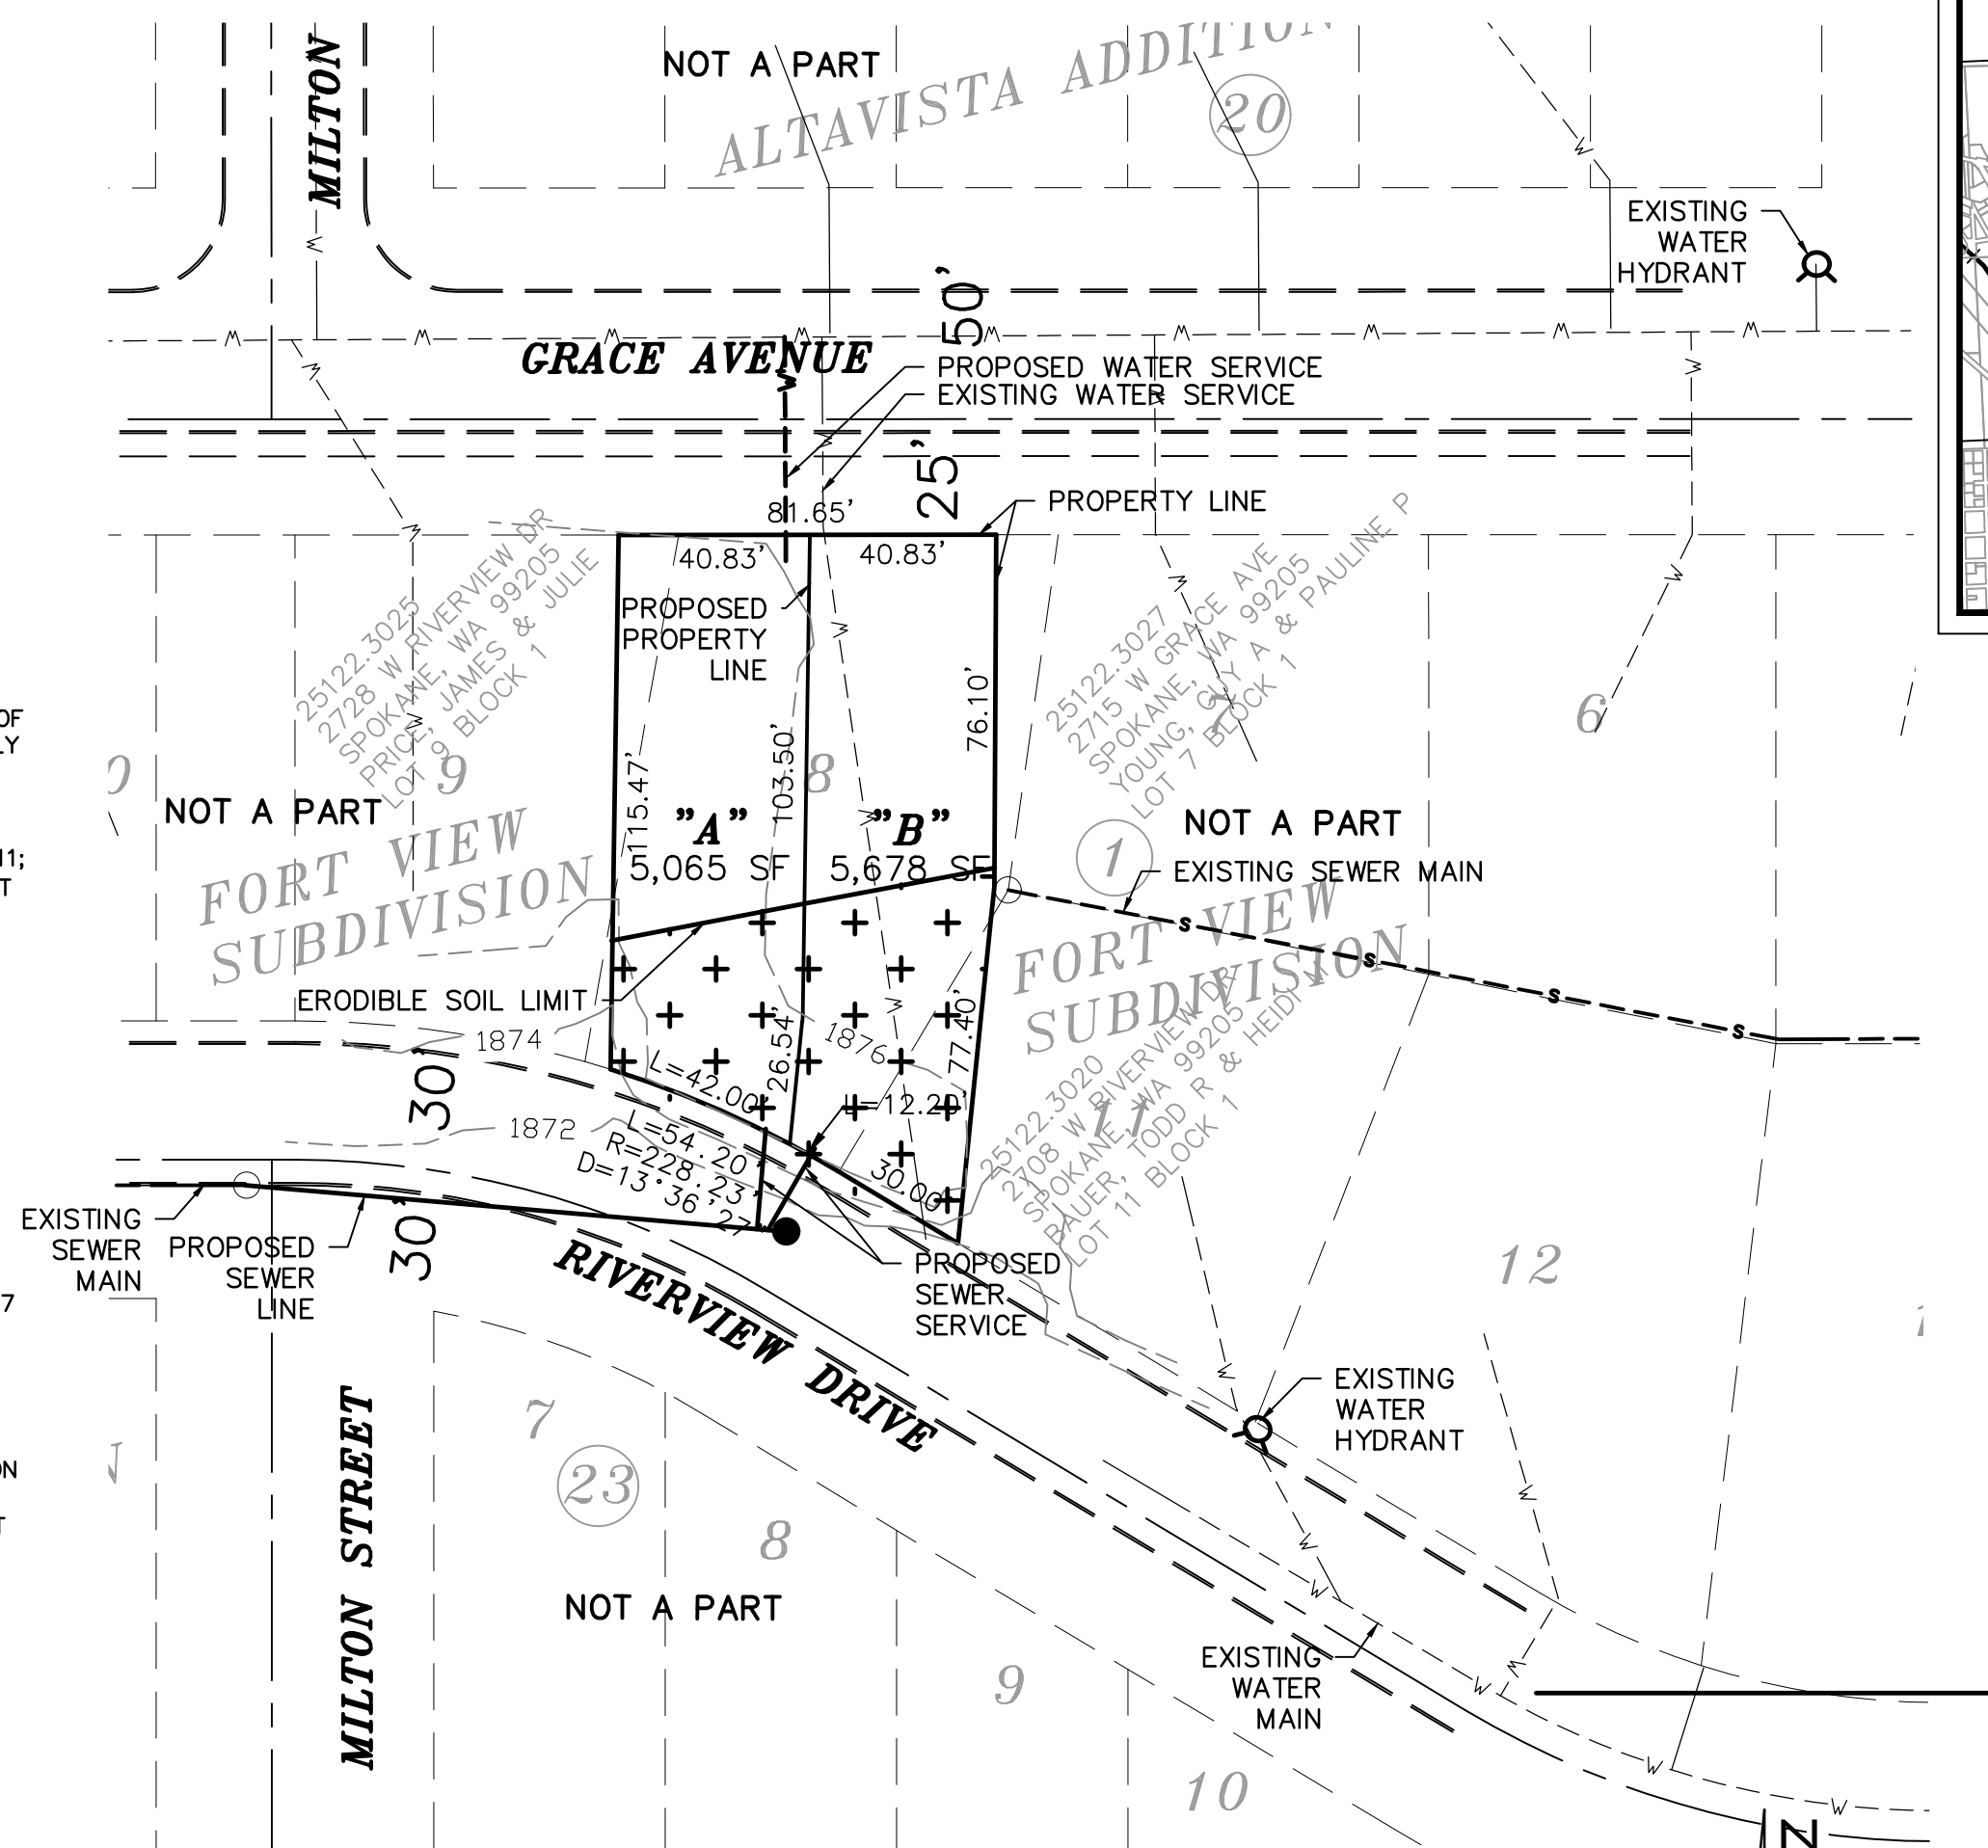 MILTON
NOT A PART
ALTAVISTA ADDITION
20
EXISTING
WATER
HYDRANT
W
50'
GRACE AVENUE
PROPOSED WATER SERVICE
EXISTING WATER SERVICE
25'
81.65'
PROPERTY LINE
40.83'
40.83'
PROPOSED
PROPERTY
LINE
25122.3025
2728 W RIVERVIEW DR
SPOKANE, WA 99205
PRICE, JAMES & JULIE
LOT 9 BLOCK 1
25122.3027
2715 W GRACE AVE
SPOKANE, WA 99205
YOUNG, GUY A & PAULINE P
LOT 7 BLOCK 1
76.10'
115.47'
103.50'
9
8
7
6
OF
LY
NOT A PART
"A"
5,065 SF
"B"
5,678 SF
1
NOT A PART
EXISTING SEWER MAIN
11;
T
FORT VIEW
SUBDIVISION
FORT VIEW
SUBDIVISION
S
S
S
S
ERODIBLE SOIL LIMIT
1874
1876
1872
30'
L=42.00'
26.54'
77.40'
L=12.20'
L=54.20'
R=228.23'
D=13°36'27"
30.00'
25122.3020
2708 W RIVERVIEW DR
SPOKANE, WA 99205
BAUER, TODD R & HEIDI M
LOT 11 BLOCK 1
11
12
EXISTING
SEWER
MAIN
PROPOSED
SEWER
LINE
30'
PROPOSED
SEWER
SERVICE
7
RIVERVIEW DRIVE
MILTON STREET
EXISTING
WATER
HYDRANT
7
23
8
NOT A PART
9
10
ON
T
EXISTING
WATER
MAIN
W
W
W
W
Z